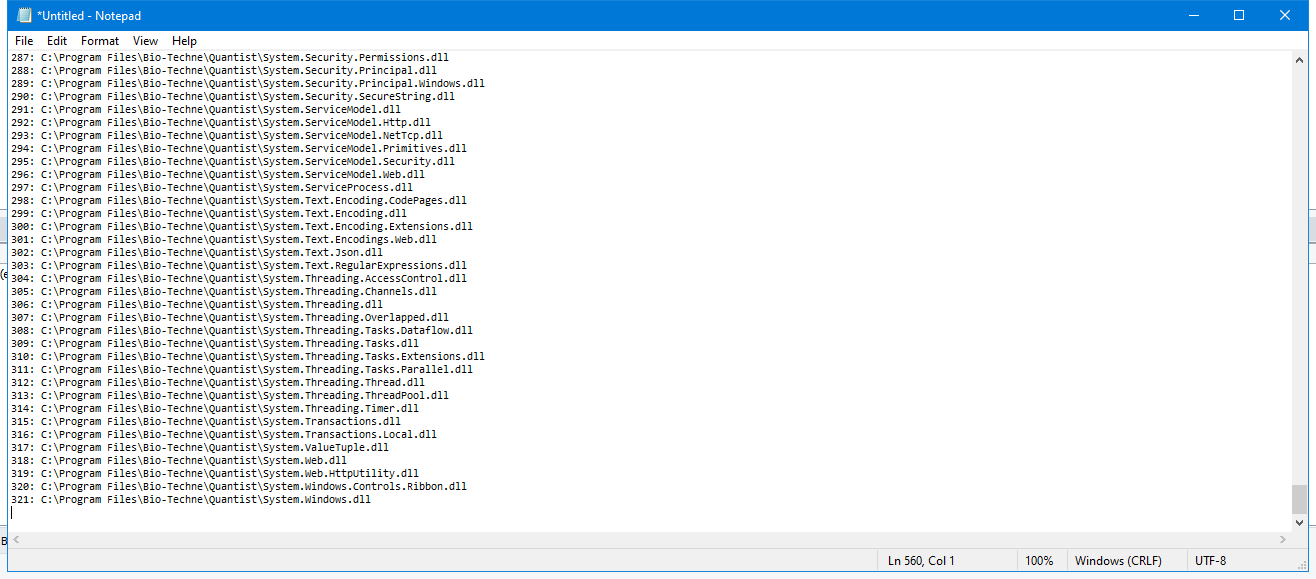 *Untitled - Notepad
File Edit Format View Help
287: C:\Program Files\Bio-Techne\Quantist\System.Security.Permissions.dll
288: C:\Program Files\Bio-Techne\Quantist\System.Security.Principal.dll
289: C:\Program Files\Bio-Techne\Quantist\System.Security.Principal.Windows.dll
290: C:\Program Files\Bio-Techne\Quantist\System.Security.SecureString.dll
291: C:\Program Files\Bio-Techne\Quantist\System.ServiceModel.dll
292: C:\Program Files\Bio-Techne\Quantist\System.ServiceModel.Http.dll
293: C:\Program Files\Bio-Techne\Quantist\System.ServiceModel.NetTcp.dll
294: C:\Program Files\Bio-Techne\Quantist\System.ServiceModel.Primitives.dll
295: C:\Program Files\Bio-Techne\Quantist\System.ServiceModel.Security.dll
296: C:\Program Files\Bio-Techne\Quantist\System.ServiceModel.Web.dll
297: C:\Program Files\Bio-Techne\Quantist\System.ServiceProcess.dll
298: C:\Program Files\Bio-Techne\Quantist\System.Text.Encoding.CodePages.dll
299: C:\Program Files\Bio-Techne\Quantist\System.Text.Encoding.dll
300: C:\Program Files\Bio-Techne\Quantist\System.Text.Encoding.Extensions.dll
301: C:\Program Files\Bio-Techne\Quantist\System.Text.Encodings.Web.dll
302: C:\Program Files\Bio-Techne\Quantist\System.Text.Json.dll
303: C:\Program Files\Bio-Techne\Quantist\System.Text.RegularExpressions.dll
304: C:\Program Files\Bio-Techne\Quantist\System.Threading.AccessControl.dll
305: C:\Program Files\Bio-Techne\Quantist\System.Threading.Channels.dll
306: C:\Program Files\Bio-Techne\Quantist\System.Threading.dll
307: C:\Program Files\Bio-Techne\Quantist\System.Threading.Overlapped.dll
308: C:\Program Files\Bio-Techne\Quantist\System.Threading.Tasks.Dataflow.dll
309: C:\Program Files\Bio-Techne\Quantist\System.Threading.Tasks.dll
310: C:\Program Files\Bio-Techne\Quantist\System.Threading.Tasks.Extensions.dll
311: C:\Program Files\Bio-Techne\Quantist\System.Threading.Tasks.Parallel.dll
312: C:\Program Files\Bio-Techne\Quantist\System.Threading.Thread.dll
313: C:\Program Files\Bio-Techne\Quantist\System.Threading.ThreadPool.dll
314: C:\Program Files\Bio-Techne\Quantist\System.Threading.Timer.dll
315: C:\Program Files\Bio-Techne\Quantist\System.Transactions.dll
316: C:\Program Files\Bio-Techne\Quantist\System.Transactions.Local.dll
317: C:\Program Files\Bio-Techne\Quantist\System.ValueTuple.dll
318: C:\Program Files\Bio-Techne\Quantist\System.Web.dll
319: C:\Program Files\Bio-Techne\Quantist\System.Web.HttpUtility.dll
320: C:\Program Files\Bio-Techne\Quantist\System.Windows.Controls.Ribbon.dll
321: C:\Program Files\Bio-Techne\Quantist\System.Windows.dll
Ln 560, Col 1 100% Windows (CRLF) UTF-8